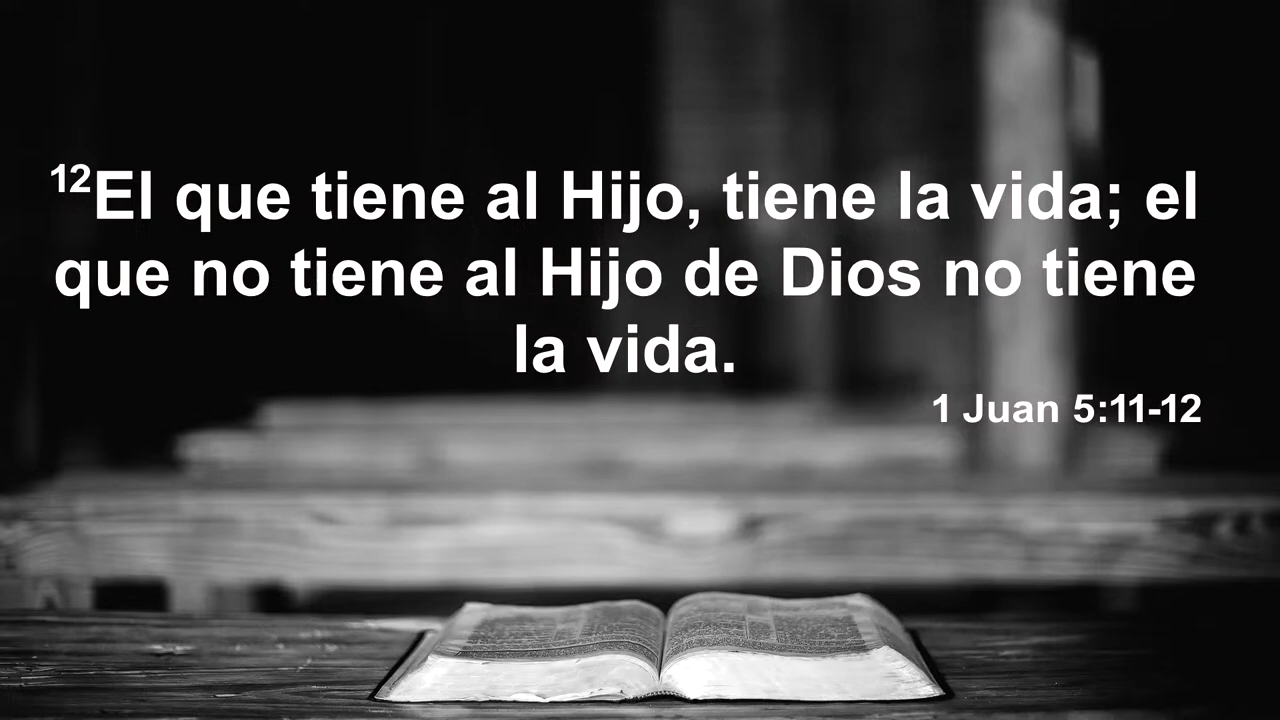 ¹²El que tiene al Hijo, tiene la vida; el
que no tiene al Hijo de Dios no tiene
la vida.
1 Juan 5:11-12